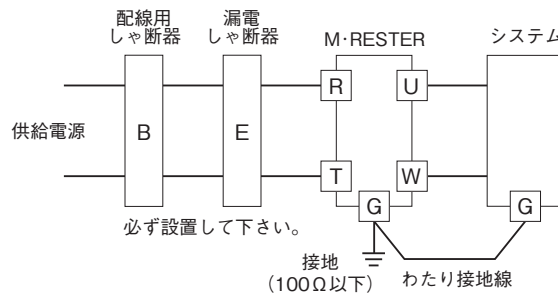 配線用
しゃ断器
漏電
しゃ断器
M·RESTER
システム
R
U
供給電源
B
E
T
W
G
G
必ず設置して下さい。
接地
(100Ω以下)
わたり接地線